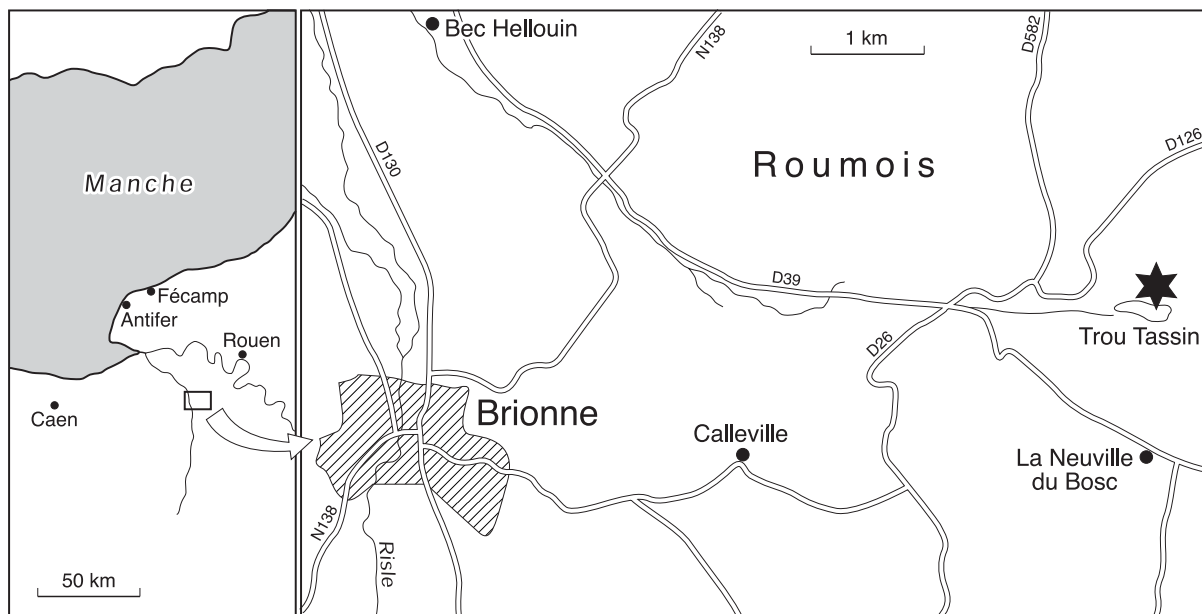 Manche
Fécamp
Antifer
Rouen
Caen
50 km
Bec Hellouin
1 km
N138
D582
D126
D130
Roumois
D39
Trou Tassin
D26
Brionne
Calleville
La Neuville
du Bosc
N138
Risle